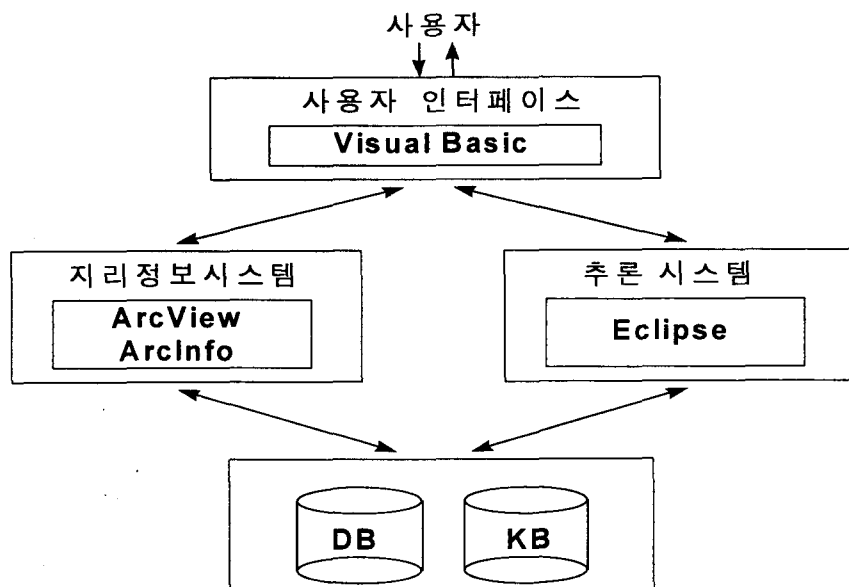 사용자
사용자 인터페이스
Visual Basic
지리정보시스템
ArcView
ArcInfo
추론 시스템
Eclipse
DB
KB